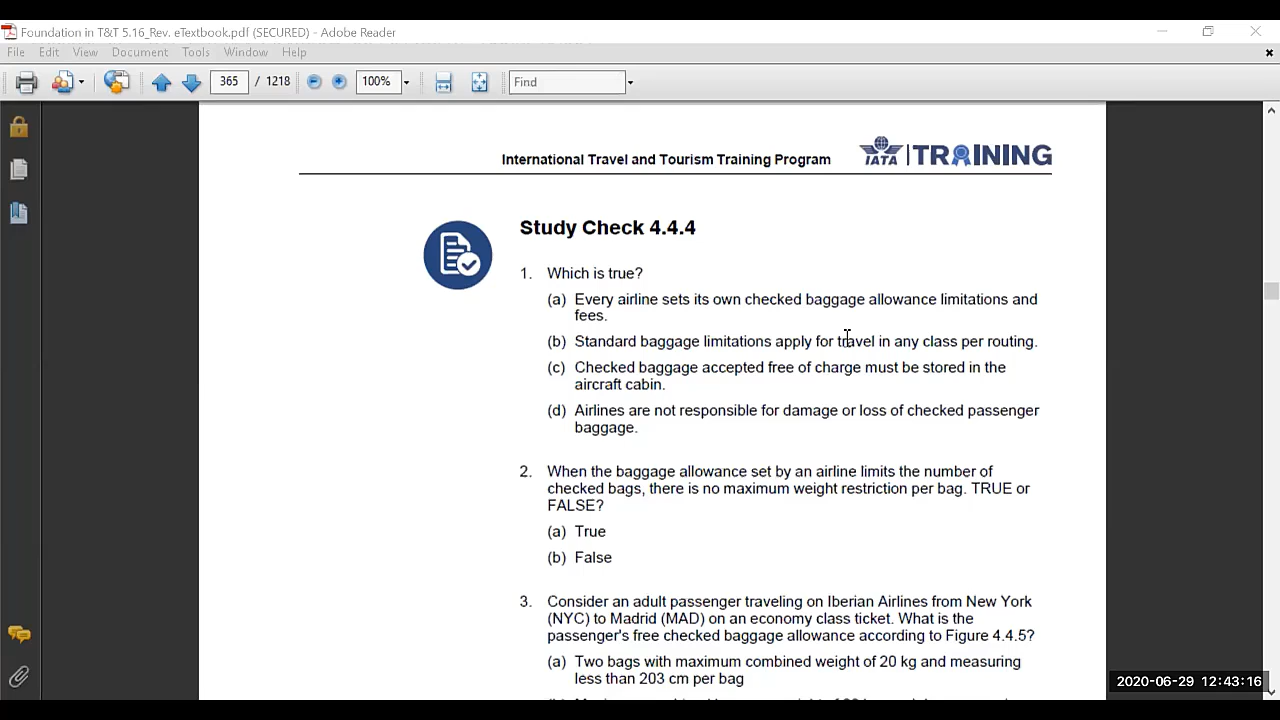 Foundation in T&T 5.16_Rev. eTextbook.pdf (SECURED) - Adobe Reader
File Edit View Document Tools Window Help
365 / 1218 100% Find
International Travel and Tourism Training Program IATA TRAINING
Study Check 4.4.4
1. Which is true?
(a) Every airline sets its own checked baggage allowance limitations and
fees.
(b) Standard baggage limitations apply for travel in any class per routing.
(c) Checked baggage accepted free of charge must be stored in the
aircraft cabin.
(d) Airlines are not responsible for damage or loss of checked passenger
baggage.
2. When the baggage allowance set by an airline limits the number of
checked bags, there is no maximum weight restriction per bag. TRUE or
FALSE?
(a) True
(b) False
3. Consider an adult passenger traveling on Iberian Airlines from New York
(NYC) to Madrid (MAD) on an economy class ticket. What is the
passenger's free checked baggage allowance according to Figure 4.4.5?
(a) Two bags with maximum combined weight of 20 kg and measuring
less than 203 cm per bag
2020-06-29 12:43:16